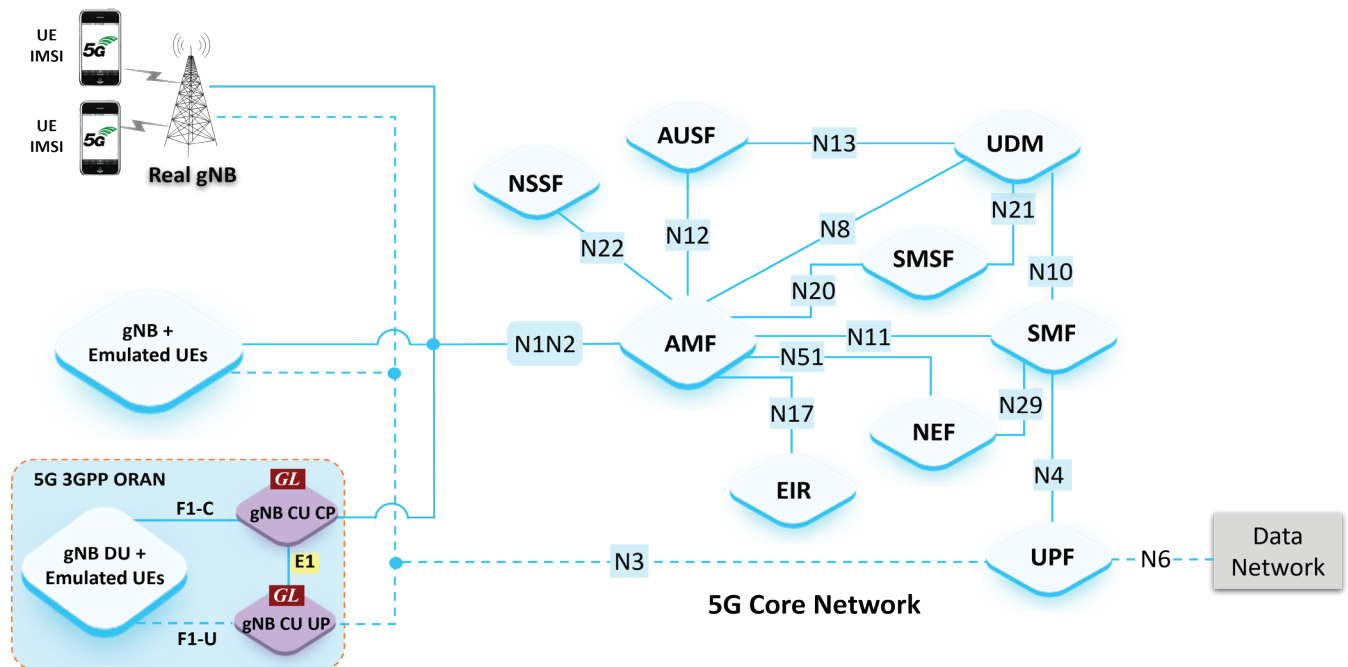 UE
IMSI
5G
UE
IMSI
5G
Real gNB
AUSF
N13
UDM
NSSF
N21
N22
N12
N8
SMSF
N10
N20
gNB +
Emulated UEs
N1N2
AMF
N11
SMF
N51
N17
N29
NEF
N4
EIR
5G 3GPP ORAN
GL
F1-C
gNB CU CP
gNB DU +
Emulated UEs
E1
GL
F1-U
gNB CU UP
N3
UPF
N6
Data
Network
5G Core Network